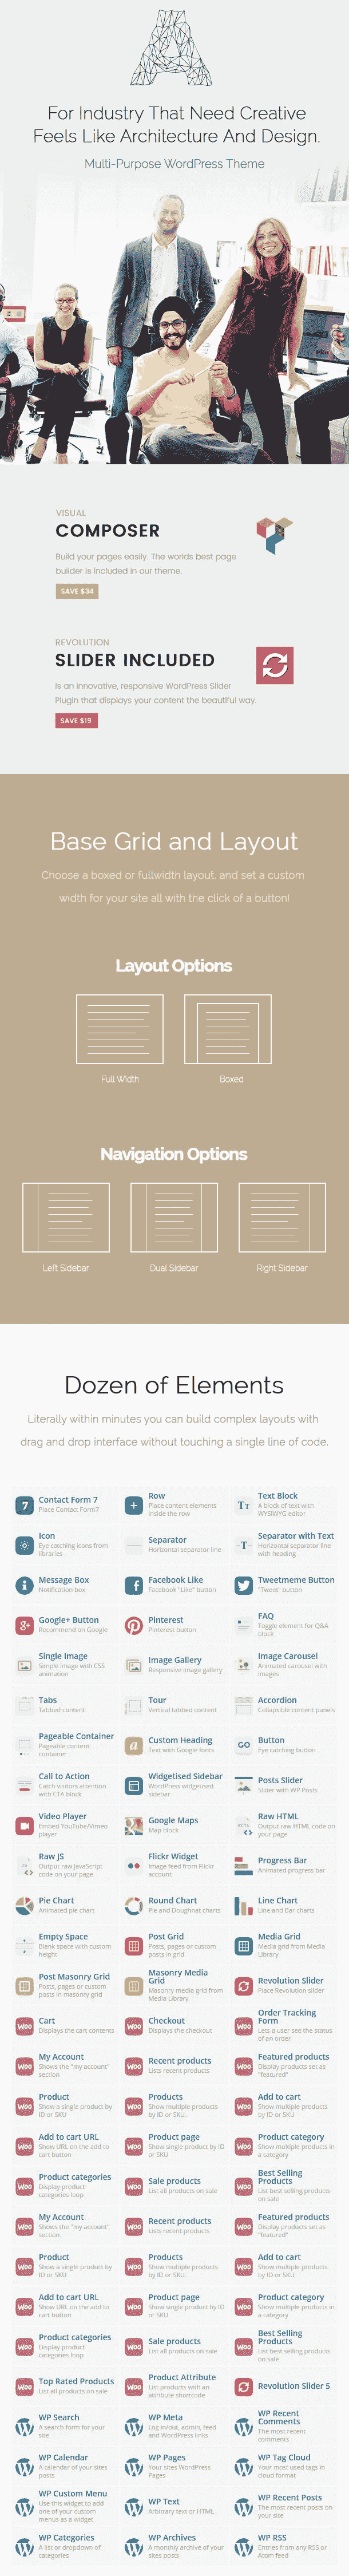 For Industry That Need Creative
Feels Like Architecture And Design.
Multi-Purpose WordPress Theme
VISUAL
COMPOSER
Build your pages easily. The worlds best page
builder is included in our theme.
SAVE $34
REVOLUTION
SLIDER INCLUDED
Is an innovative, responsive WordPress Slider
Plugin that displays your content the beautiful way.
SAVE $19
Base Grid and Layout
Choose a boxed or fullwidth layout, and set a custom
width for your site all with the click of a button!
Layout Options
Full Width
Boxed
Navigation Options
Left Sidebar
Dual Sidebar
Right Sidebar
Dozen of Elements
Literally within minutes you can build complex layouts with
drag and drop interface without touching a single line of code.
Contact Form 7
Place Contact Form7
Row
Place content elements
inside the row
Text Block
A block of text with
WYSIWYG editor
Icon
Eye catching icons from
libraries
Separator
Horizontal separator line
Separator with Text
Horizontal separator line
with heading
Message Box
Notification box
Facebook Like
Facebook "Like" button
Tweetmeme Button
"Tweet" button
Google+ Button
Recommend on Google
Pinterest
Pinterest button
FAQ
Toggle element for Q&A
block
Single Image
Simple image with CSS
animation
Image Gallery
Responsive image gallery
Image Carousel
Animated carousel with
images
Tabs
Tabbed content
Tour
Vertical tabbed content
Accordion
Collapsible content panels
Pageable Container
Pageable content
container
Custom Heading
Text with Google fonts
GO
Button
Eye catching button
Call to Action
Catch visitors attention
with CTA block
Widgetised Sidebar
WordPress widgetised
sidebar
Posts Slider
Slider with WP Posts
Video Player
Embed YouTube/Vimeo
player
Google Maps
Map block
Raw HTML
Output raw HTML code on
your page
Raw JS
Output raw JavaScript
code on your page
Flickr Widget
Image feed from Flickr
account
Progress Bar
Animated progress bar
Pie Chart
Animated pie chart
Round Chart
Pie and Doughnat charts
Line Chart
Line and Bar charts
Empty Space
Blank space with custom
height
Post Grid
Posts, pages or custom
posts in grid
Media Grid
Media grid from Media
Library
Post Masonry Grid
Posts, pages or custom
posts in masonry grid
Masonry Media
Grid
Masonry media grid from
Media Library
Revolution Slider
Place Revolution slider
Cart
Displays the cart contents
Checkout
Displays the checkout
Order Tracking
Form
Lets a user see the status
of an order
My Account
Shows the "my account"
section
Recent products
Lists recent products
Featured products
Display products set as
"featured"
Product
Show a single product by
ID or SKU
Products
Show multiple products
by ID or SKU.
Add to cart
Show multiple products
by ID or SKU
Add to cart URL
Show URL on the add to
cart button
Product page
Show single product by ID
or SKU
Product category
Show multiple products in
a category
Product categories
Display product
categories loop
Sale products
List all products on sale
Best Selling
Products
List best selling products
on sale
My Account
Shows the "my account"
section
Recent products
Lists recent products
Featured products
Display products set as
"featured"
Product
Show a single product by
ID or SKU
Products
Show multiple products
by ID or SKU.
Add to cart
Show multiple products
by ID or SKU
Add to cart URL
Show URL on the add to
cart button
Product page
Show single product by ID
or SKU
Product category
Show multiple products in
a category
Product categories
Display product
categories loop
Sale products
List all products on sale
Best Selling
Products
List best selling products
on sale
Top Rated Products
List all products on sale
Product Attribute
List products with an
attribute shortcode
Revolution Slider 5
WP Search
A search form for your
site
WP Meta
Log in/out, admin, feed
and WordPress links
WP Recent
Comments
The most recent
comments
WP Calendar
A calendar of your sites
posts
WP Pages
Your sites WordPress
Pages
WP Tag Cloud
Your most used tags in
cloud format
WP Custom Menu
Use this widget to add
one of your custom
menus as a widget
WP Text
Arbitrary text or HTML
WP Recent Posts
The most recent posts on
your site
WP Categories
A list or dropdown of
categories
WP Archives
A monthly archive of your
sites posts
WP RSS
Entries from any RSS or
Atom feed